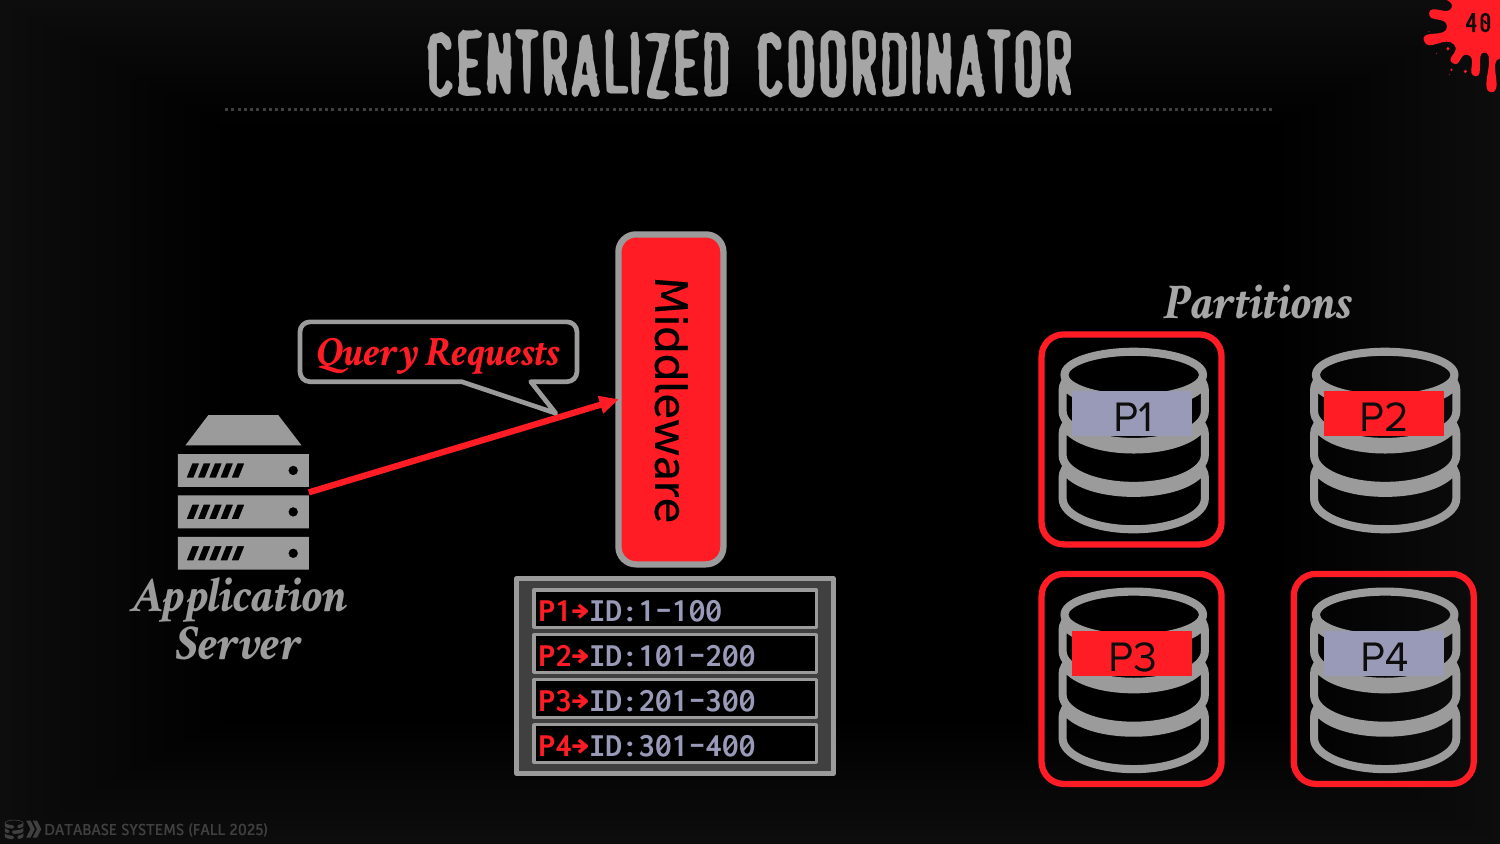 CENTRALIZED COORDINATOR
40
Partitions
Query Requests
Middleware
P1
P2
Application
Server
P1→ID:1-100
P2→ID:101-200
P3→ID:201-300
P4→ID:301-400
P3
P4
DATABASE SYSTEMS (FALL 2025)